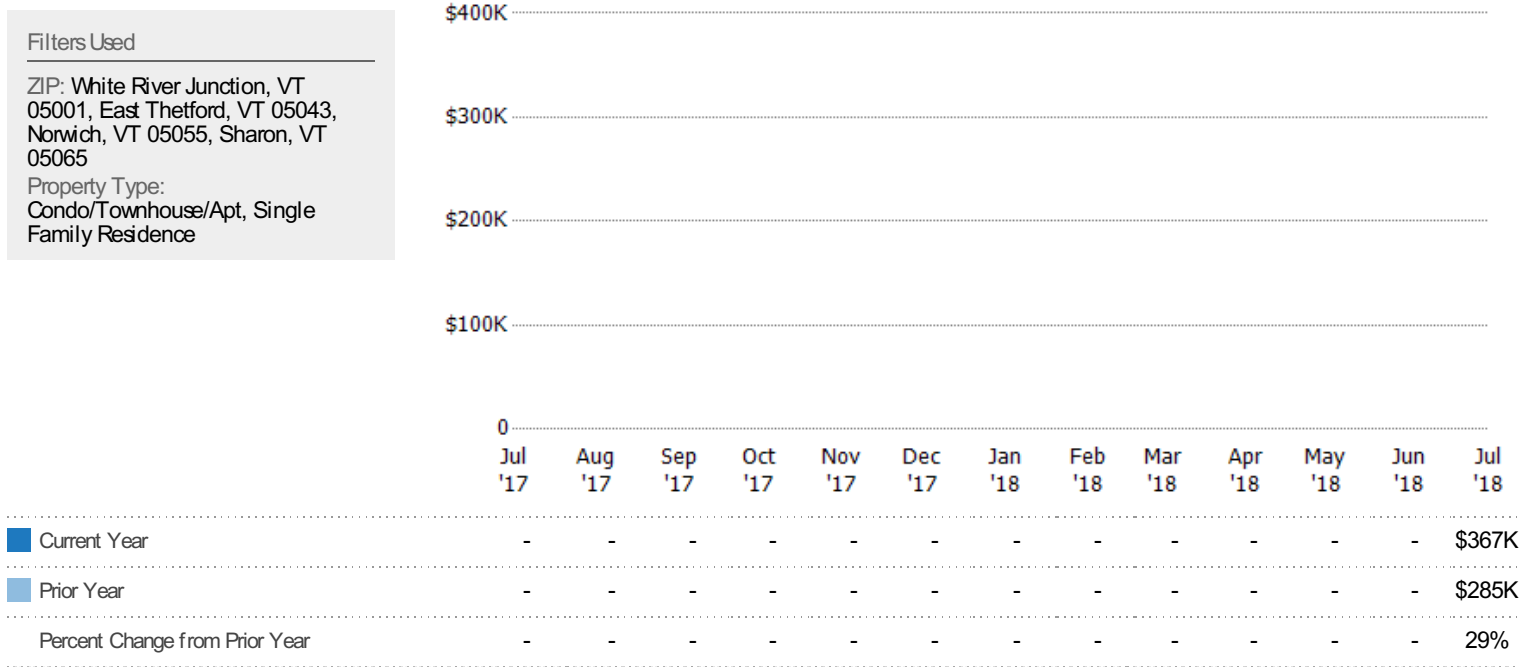 Filters Used
ZIP: White River Junction, VT
05001, East Thetford, VT 05043,
Norwich, VT 05055, Sharon, VT
05065
Property Type:
Condo/Townhouse/Apt, Single
Family Residence
$400K
$300K
$200K
$100K
0
Jul Aug Sep Oct Nov Dec Jan Feb Mar Apr May Jun Jul
'17 '17 '17 '17 '17 '17 '18 '18 '18 '18 '18 '18 '18
Current Year - - - - - - - - - - - - $367K
Prior Year - - - - - - - - - - - - $285K
Percent Change from Prior Year - - - - - - - - - - - - 29%